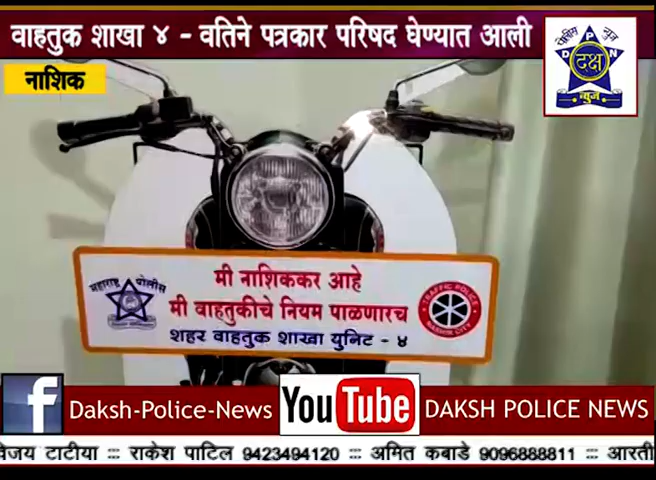 वाहतुक शाखा ४ - वतिने पत्रकार परिषद घेण्यात आली
पोलिस न्युज
D P N
दक्ष
न्युज
नाशिक
मी नाशिककर आहे
महाराष्ट्र पोलीस
मी वाहतुकीचे नियम पाळणारच
TRAFFIC POLICE
NASHIK CITY
शहर वाहतुक शाखा युनिट - ४
f Daksh-Police-News YouTube DAKSH POLICE NEWS
विजय टाटीया ::: राकेश पाटिल 9423494120 ::: अमित कबाडे 9096888811 ::: आरती